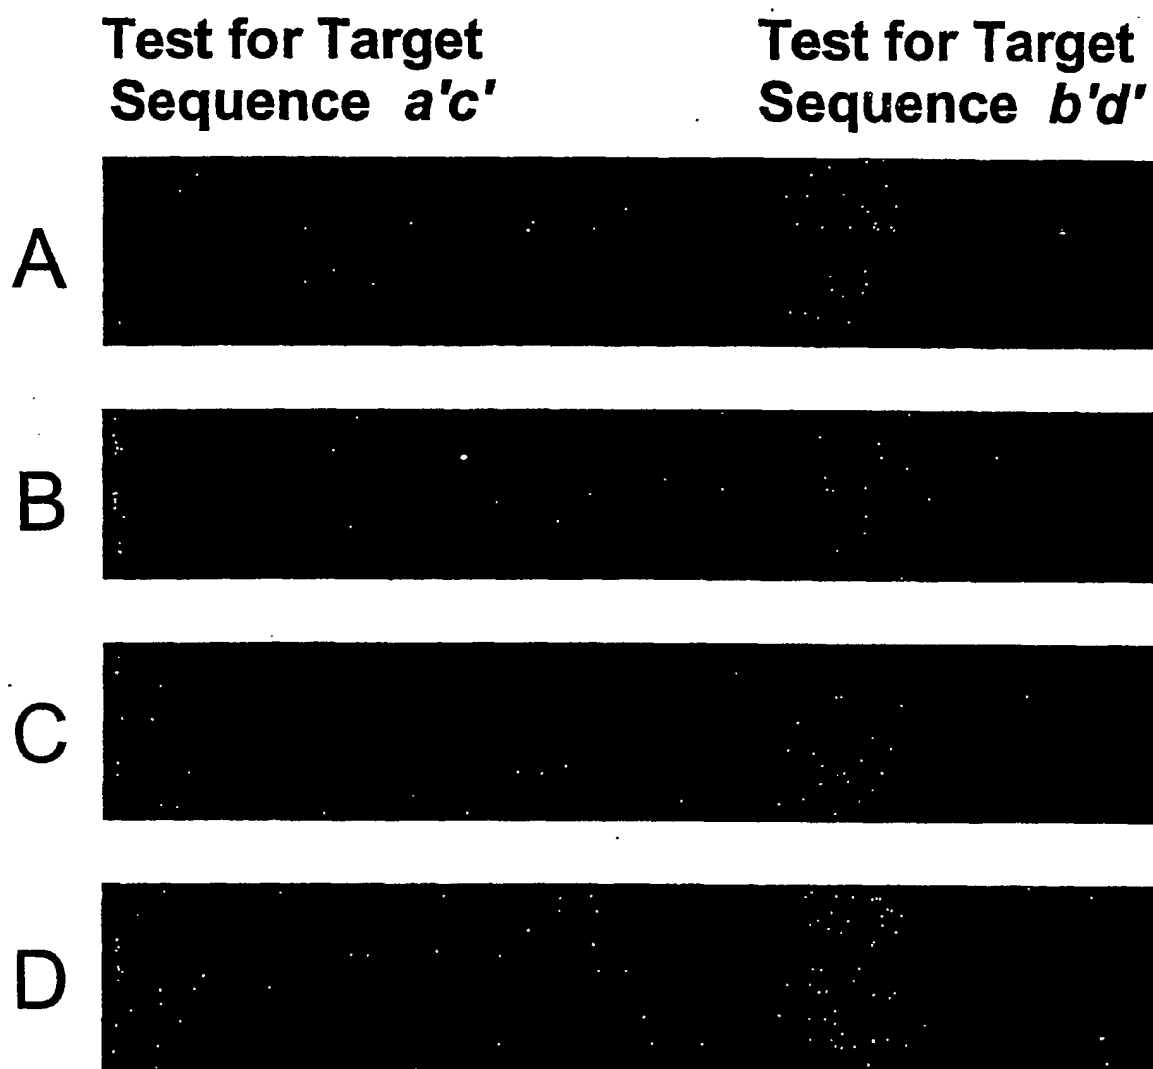 Test for Target
Sequence a'c'
Test for Target
Sequence b'd'
A
B
C
D